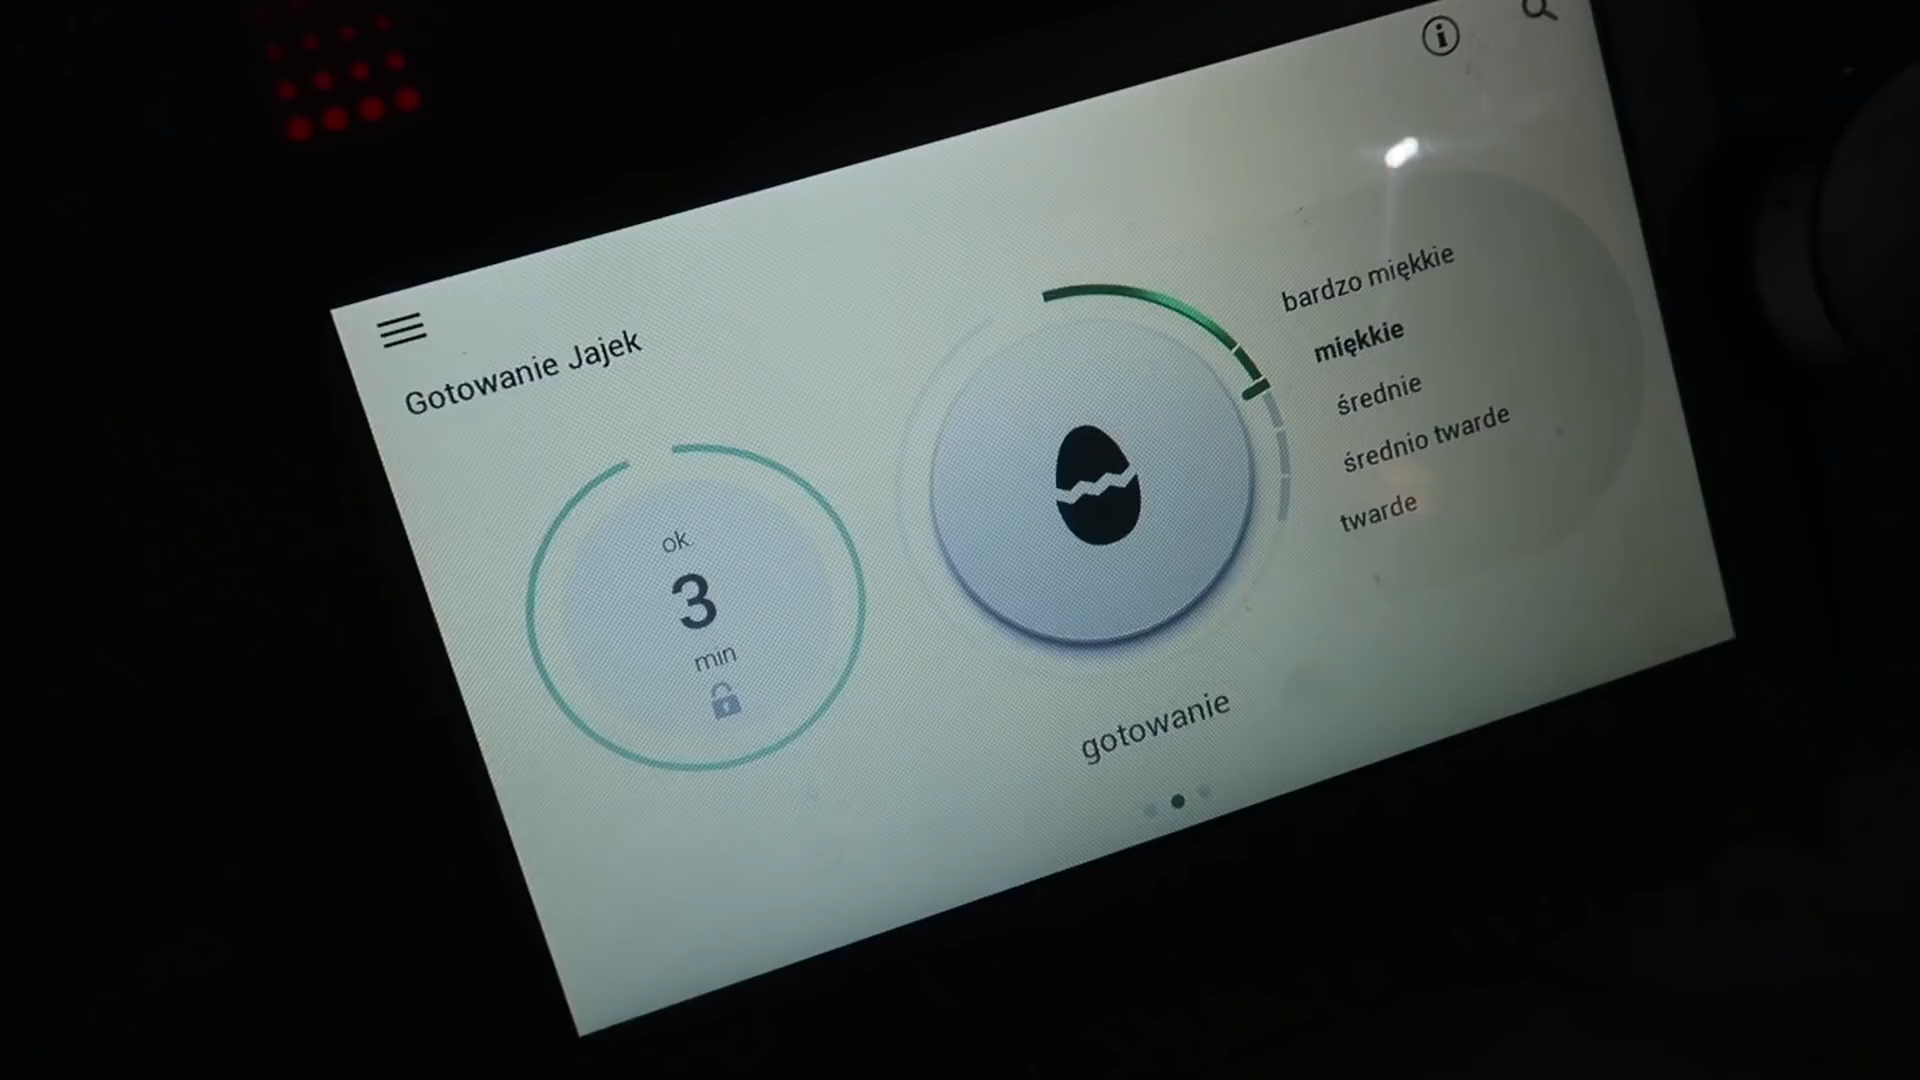 Gotowanie Jajek
ok.
3
min
bardzo miękkie
miękkie
średnie
średnio twarde
twarde
gotowanie